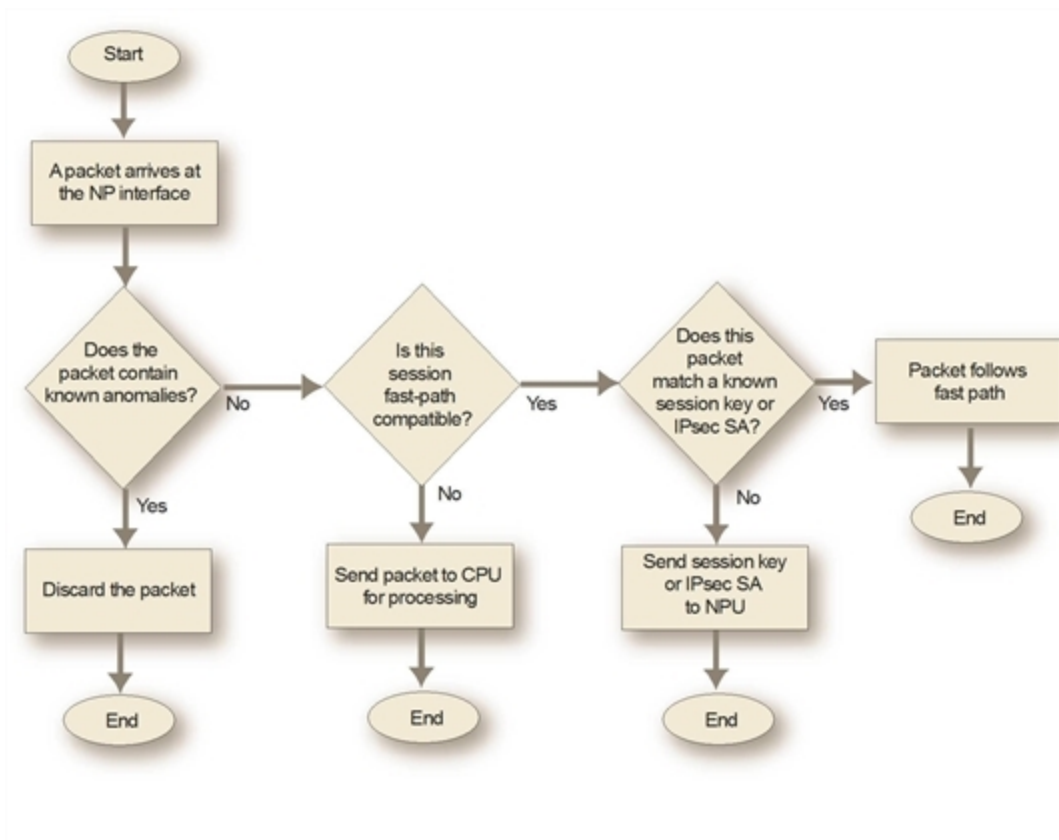 Start
A packet arrives at
the NP interface
Does the
packet contain
known anomalies?
No
Yes
Discard the packet
End
Is this
session
fast-path
compatible?
Yes
No
Send packet to CPU
for processing
End
Does this
packet
match a known
session key or
IPsec SA?
Yes
No
Send session key
or IPsec SA
to NPU
End
Packet follows
fast path
End